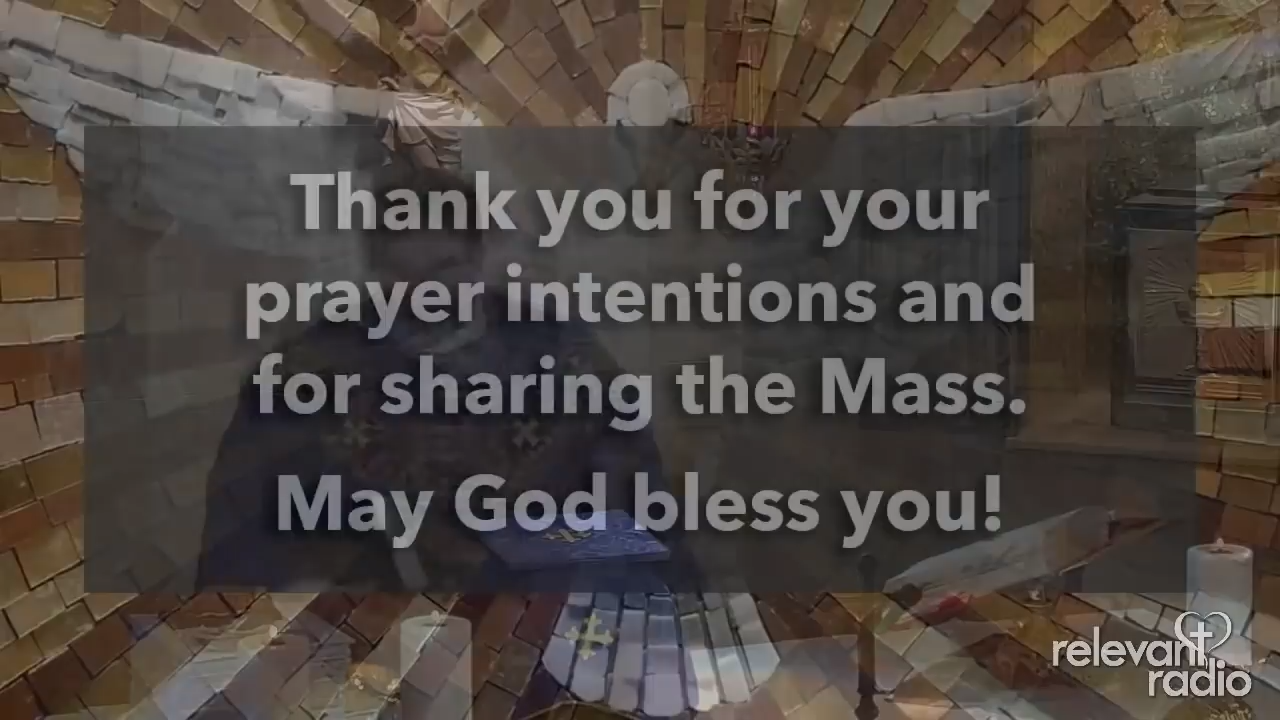 Thank you for your
prayer intentions and
for sharing the Mass.
May God bless you!
relevant
radio